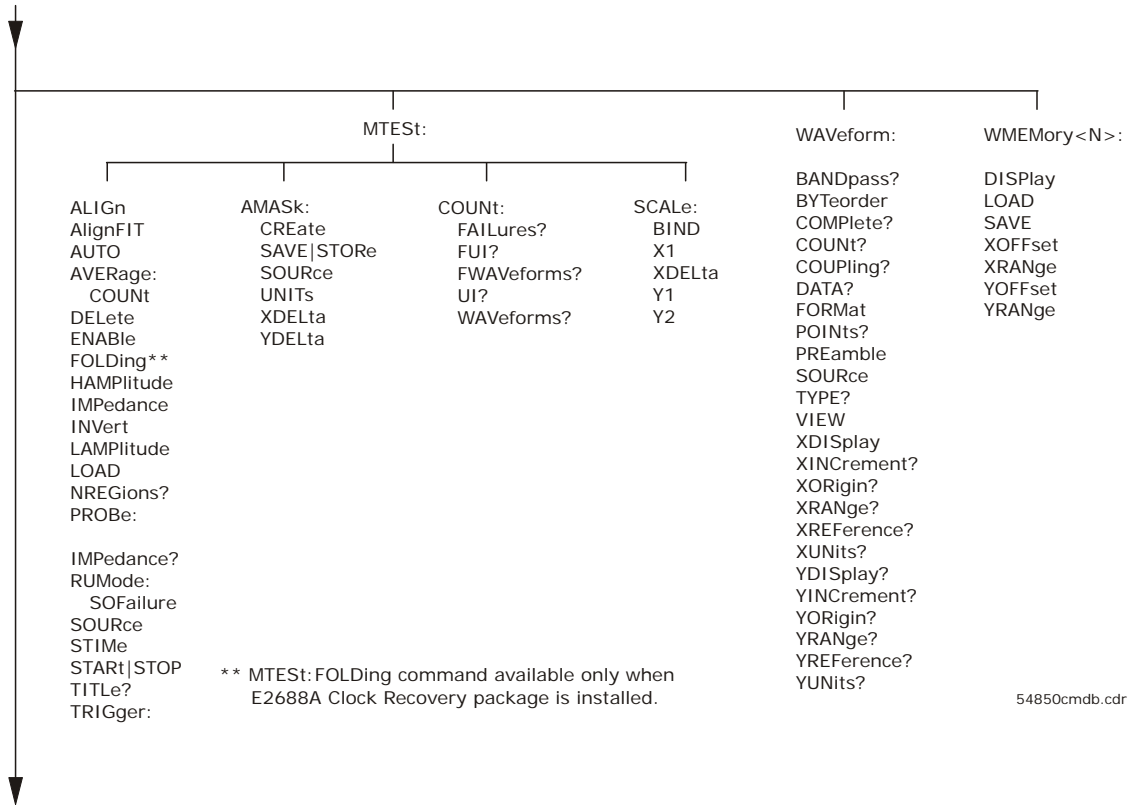 MTESt:
ALIGn
AlignFIT
AUTO
AVERage:
COUNt
DELete
ENABle
FOLDing**
HAMPlitude
IMPedance
INVert
LAMPlitude
LOAD
NREGions?
PROBe:
IMPedance?
RUMode:
SOFailure
SOURce
STIMe
STARt|STOP
TITLe?
TRIGger:
AMASk:
CREate
SAVE|STORe
SOURce
UNITs
XDELta
YDELta
COUNt:
FAILures?
FUI?
FWAVeforms?
UI?
WAVeforms?
SCALe:
BIND
X1
XDELta
Y1
Y2
** MTESt:FOLDing command available only when
E2688A Clock Recovery package is installed.
WAVeform:
BANDpass?
BYTeorder
COMPlete?
COUNt?
COUPling?
DATA?
FORMat
POINts?
PREamble
SOURce
TYPE?
VIEW
XDISplay
XINCrement?
XORigin?
XRANge?
XREFerence?
XUNits?
YDISplay?
YINCrement?
YORigin?
YRANge?
YREFerence?
YUNits?
WMEMory<N>:
DISPlay
LOAD
SAVE
XOFFset
XRANge
YOFFset
YRANge
54850cmdb.cdr